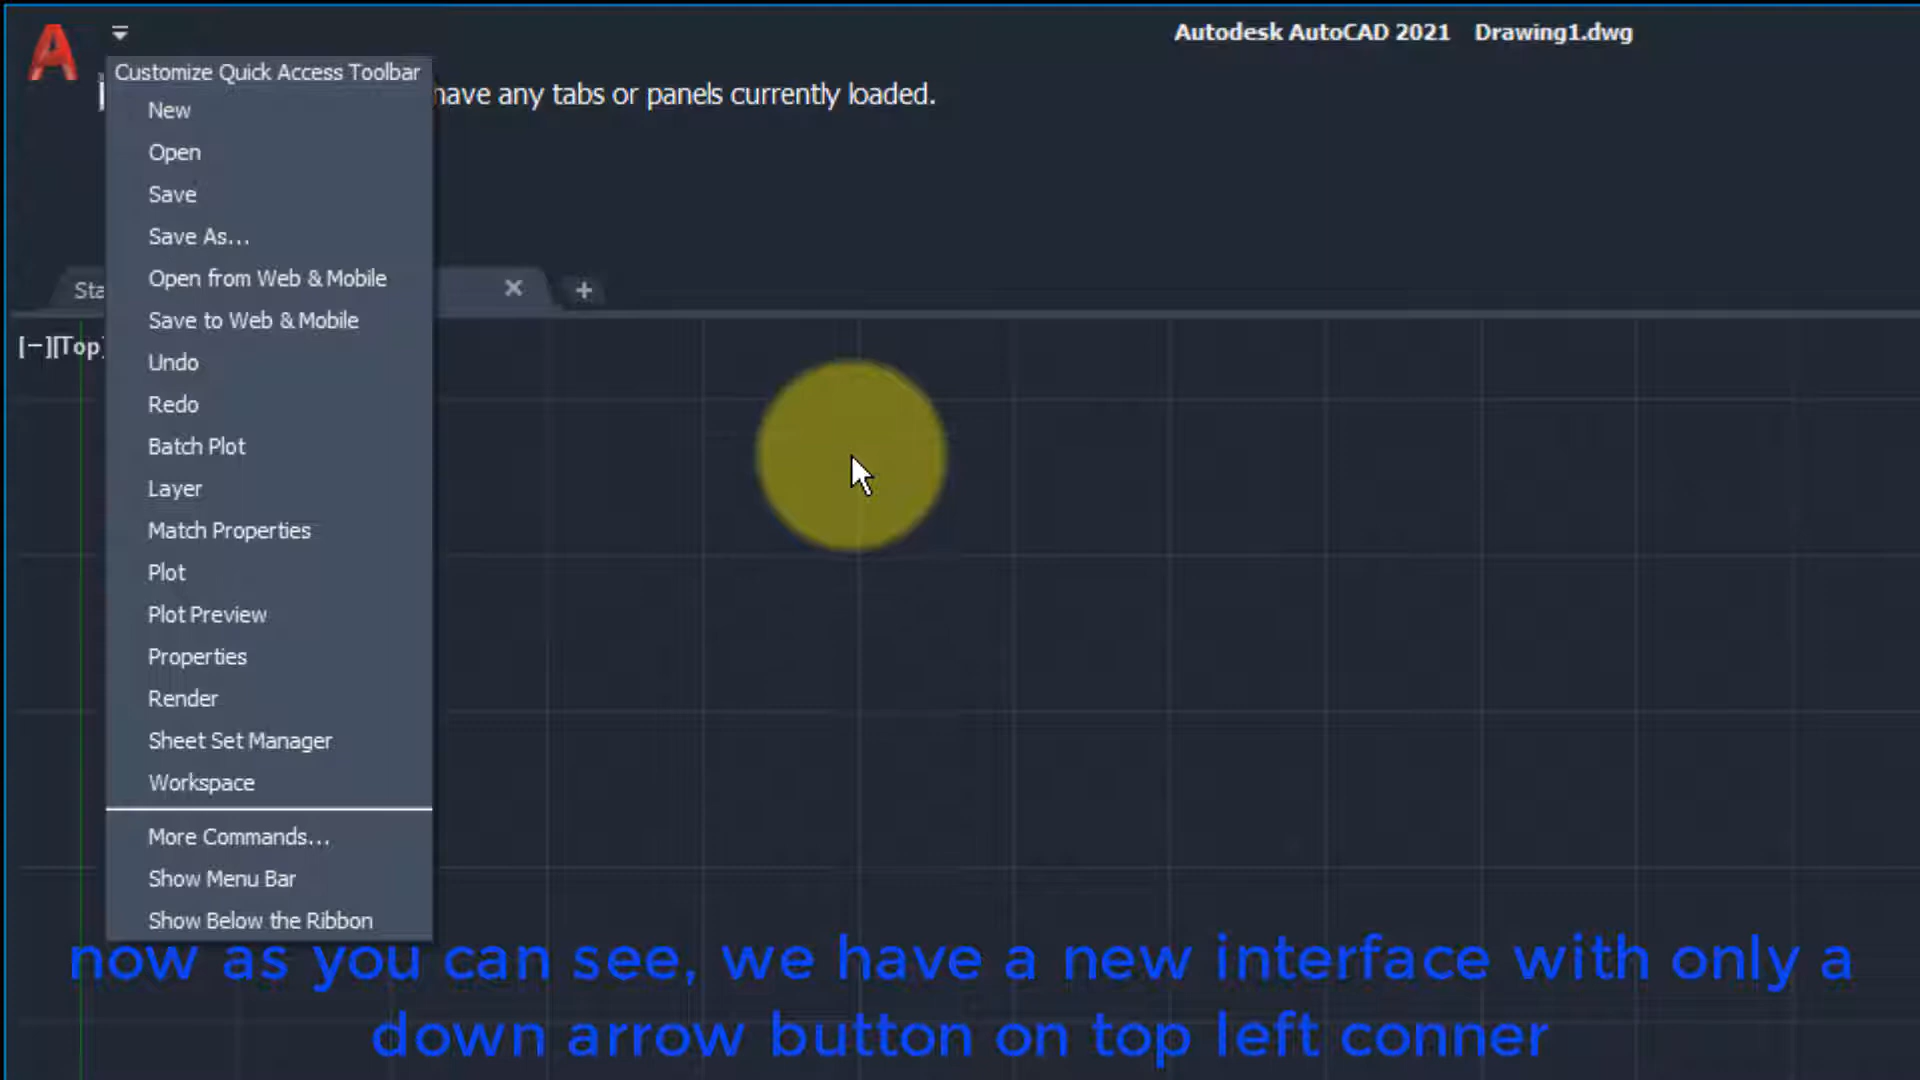 Autodesk AutoCAD 2021 Drawing1.dwg
Customize Quick Access Toolbar
have any tabs or panels currently loaded.
New
Open
Save
Save As...
Open from Web & Mobile
Sta
Save to Web & Mobile
[−][Top]
Undo
Redo
Batch Plot
Layer
Match Properties
Plot
Plot Preview
Properties
Render
Sheet Set Manager
Workspace
More Commands...
Show Menu Bar
Show Below the Ribbon
now as you can see, we have a new interface with only a
down arrow button on top left conner